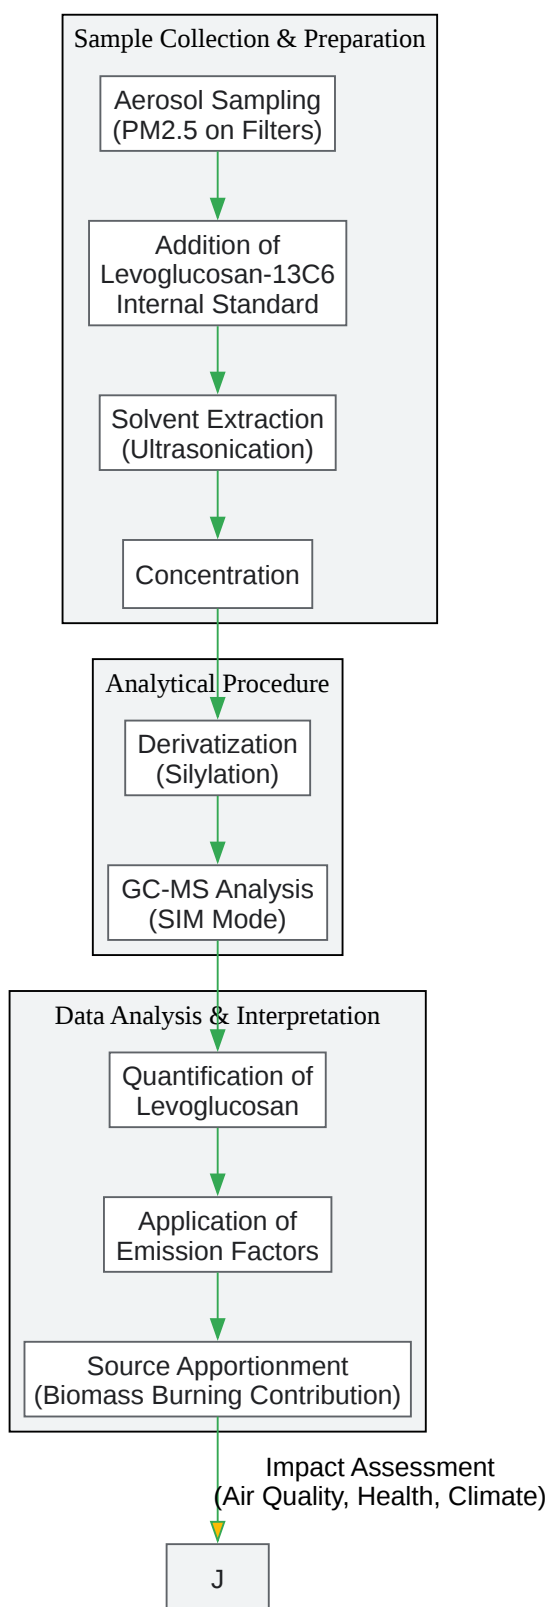 Sample Collection & Preparation
Aerosol Sampling
(PM2.5 on Filters)
Addition of
Levoglucosan-13C6
Internal Standard
Solvent Extraction
(Ultrasonication)
Concentration
Analytical Procedure
Derivatization
(Silylation)
GC-MS Analysis
(SIM Mode)
Data Analysis & Interpretation
Quantification of
Levoglucosan
Application of
Emission Factors
Source Apportionment
(Biomass Burning Contribution)
Impact Assessment
(Air Quality, Health, Climate)
J